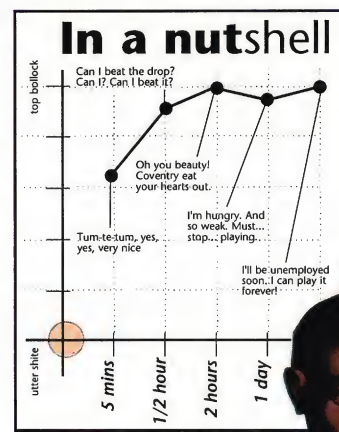 In a nutshell
top bollock
Can I beat the drop?
Can I? Can I beat it?
Oh you beauty!
Coventry eat
your hearts out.
I'm hungry. And
so weak. Must...
stop... playing.
Tum-te-tum, yes,
yes, very nice
I'll be unemployed
soon. I can play it
forever!
utter shite
5 mins
1/2 hour
2 hours
1 day